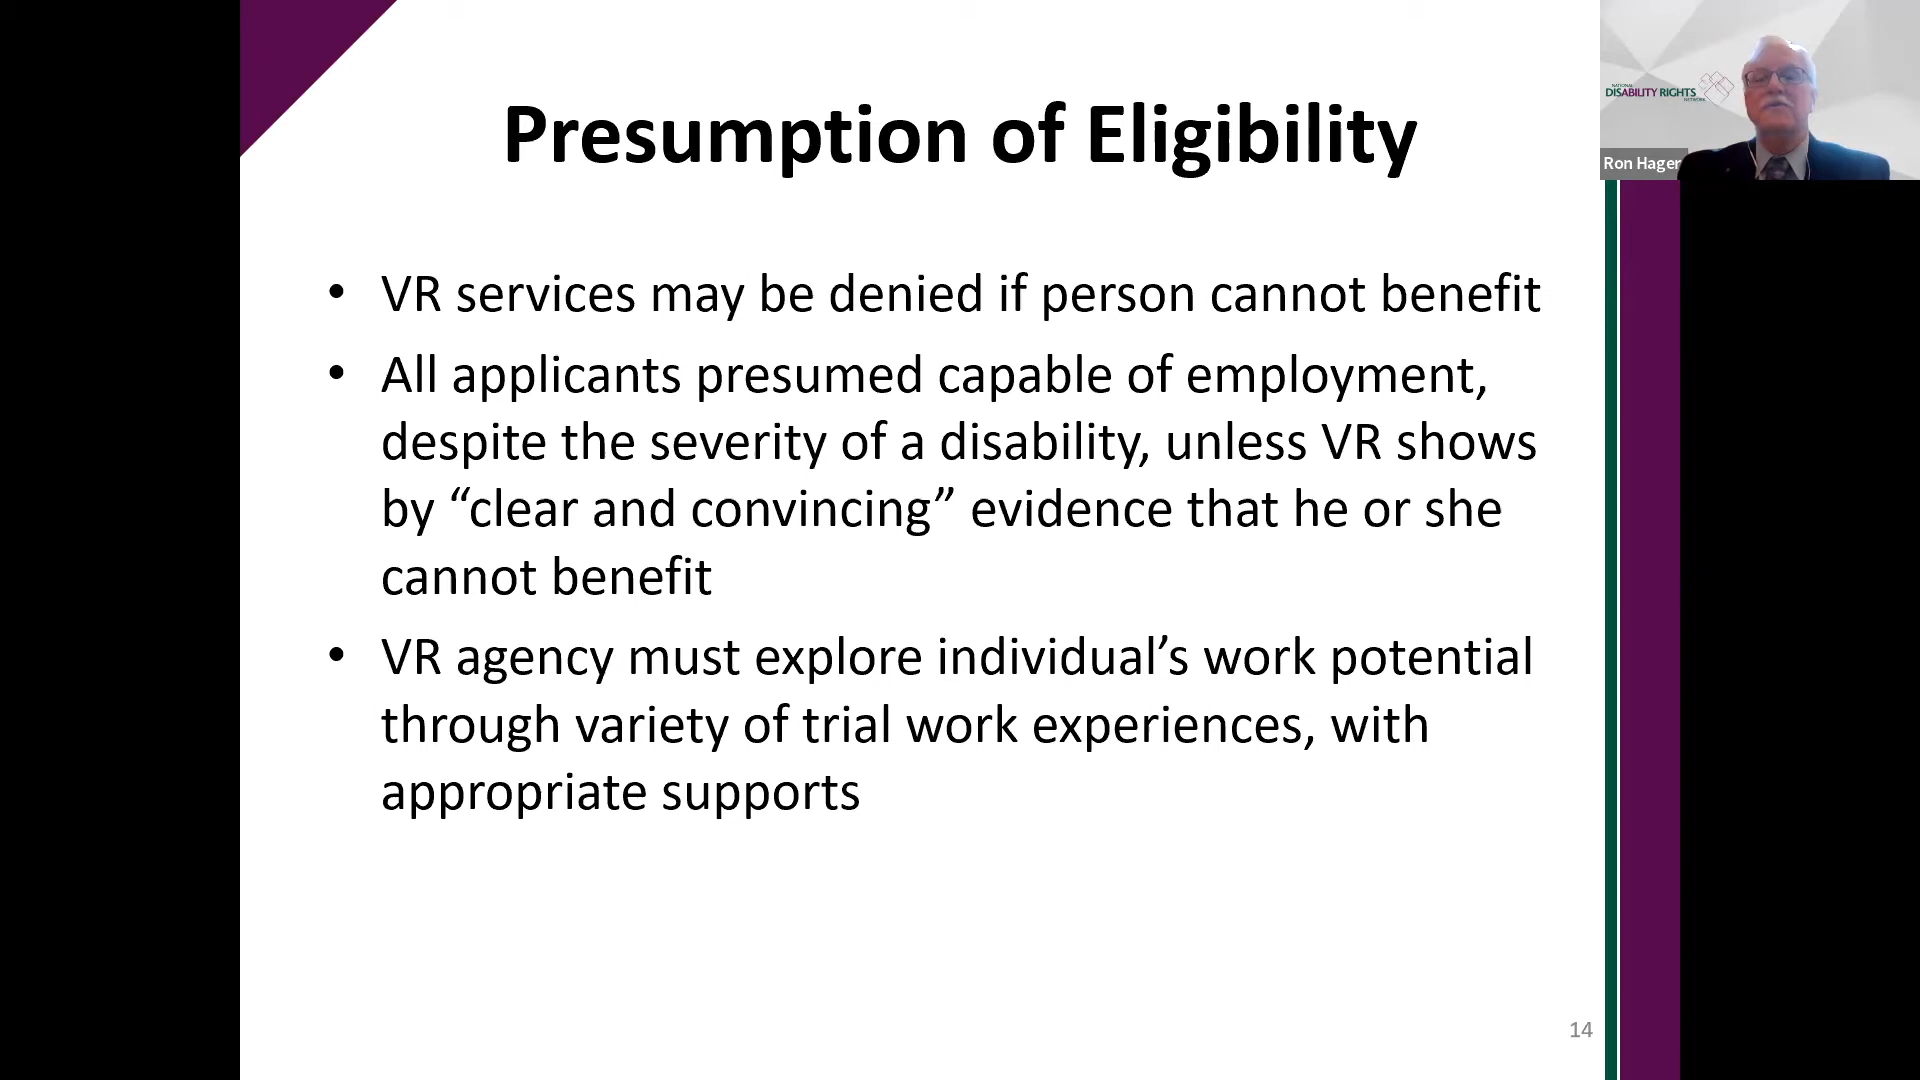 Presumption of Eligibility
• VR services may be denied if person cannot benefit
• All applicants presumed capable of employment,
despite the severity of a disability, unless VR shows
by “clear and convincing” evidence that he or she
cannot benefit
• VR agency must explore individual’s work potential
through variety of trial work experiences, with
appropriate supports
14
NATIONAL
DISABILITY RIGHTS
NETWORK
Ron Hager